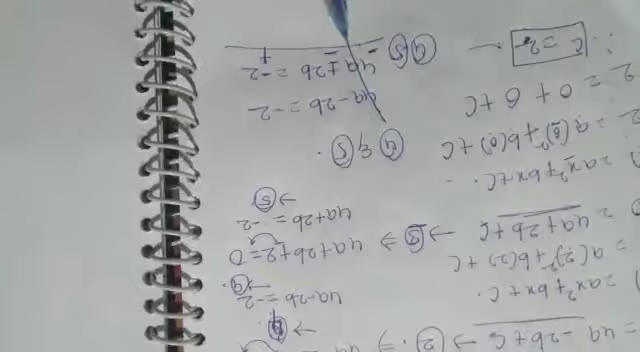 = 4a - 2b + c → ② ⇒ 4a
= ax² + bx + c.
4a - 2b = -2
→ ④.
= a(2)² + b(2) + c
= 4a + 2b + c → ③ ⇒ 4a + 2b + 2 = 0
4a + 2b = -2
→ ⑤.
= ax² + bx + c.
2 = a(0)² + b(0) + c
④ & ⑤.
2 = 0 + 0 + c
4a - 2b = -2
4a ± 2b = -2
- - +
∴ c = 2
④ ⑤